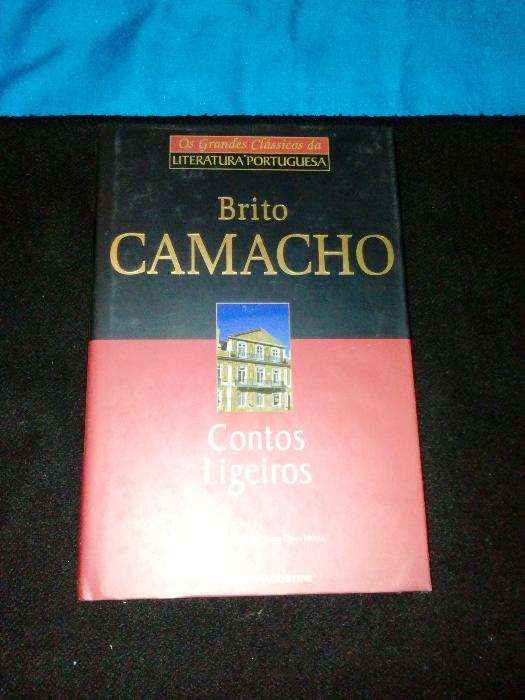 Os Grandes Clássicos da
LITERATURA PORTUGUESA
Brito
CAMACHO
Contos
Ligeiros